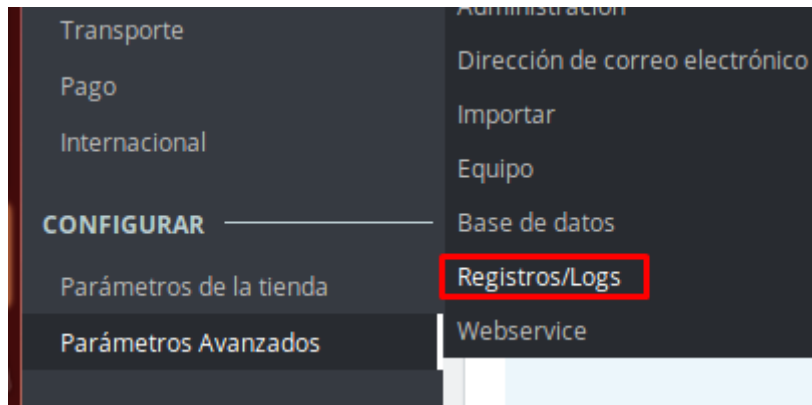 Transporte
Pago
Internacional
CONFIGURAR
Parámetros de la tienda
Parámetros Avanzados
Administración
Dirección de correo electrónico
Importar
Equipo
Base de datos
Registros/Logs
Webservice